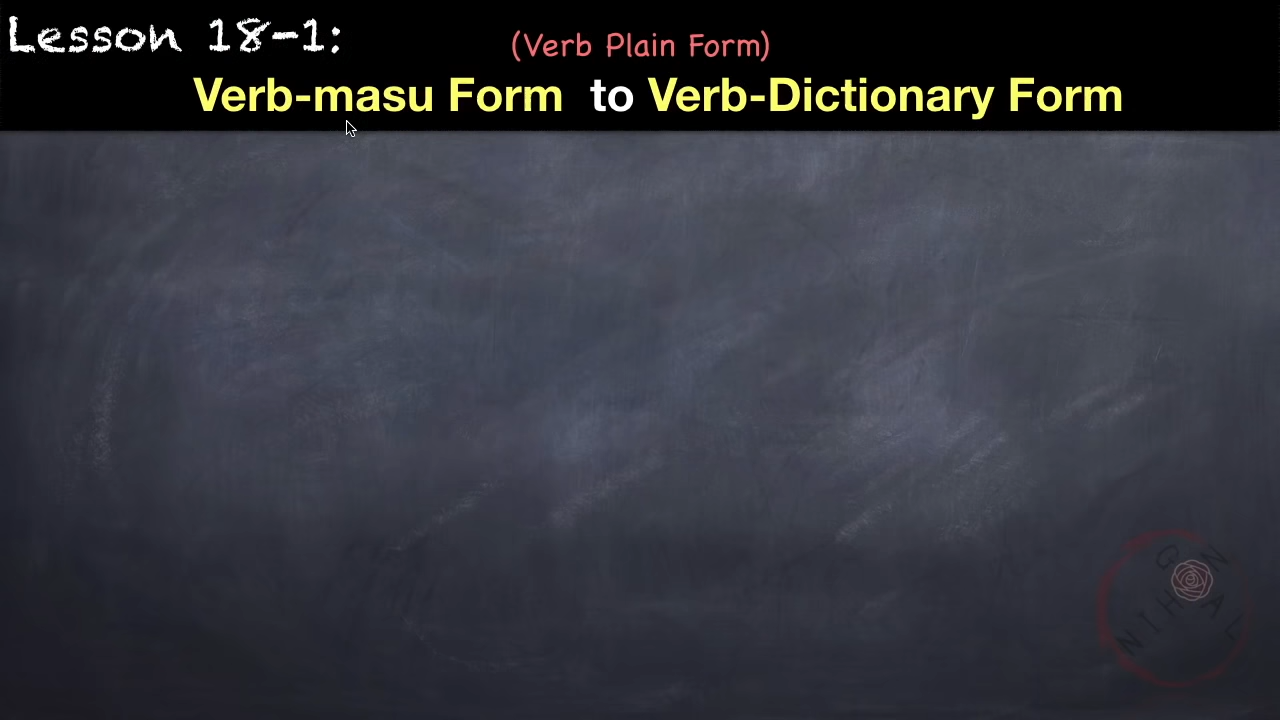 Lesson 18-1:
(Verb Plain Form)
Verb-masu Form to Verb-Dictionary Form